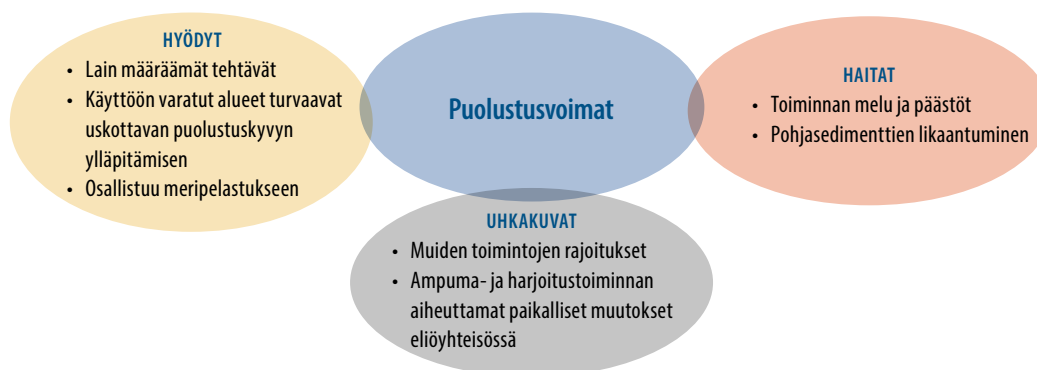 HYÖDYT
• Lain määräämät tehtävät
• Käyttöön varatut alueet turvaavat
uskottavan puolustuskyvyn
ylläpitämisen
• Osallistuu meripelastukseen
Puolustusvoimat
HAITAT
• Toiminnan melu ja päästöt
• Pohjasedimenttien likaantuminen
UHKAKUVAT
• Muiden toimintojen rajoitukset
• Ampuma- ja harjoitustoiminnan
aiheuttamat paikalliset muutokset
eliöyhteisössä